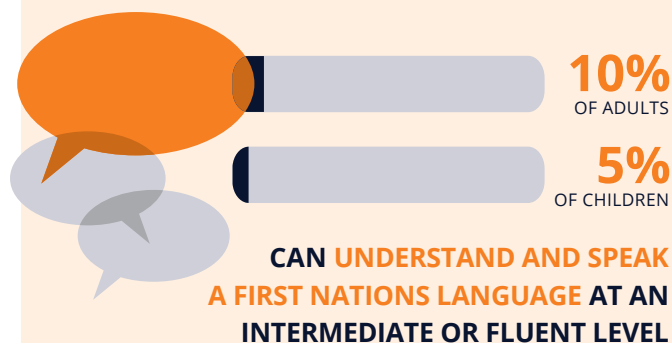 10%
OF ADULTS
5%
OF CHILDREN
CAN UNDERSTAND AND SPEAK
A FIRST NATIONS LANGUAGE AT AN
INTERMEDIATE OR FLUENT LEVEL